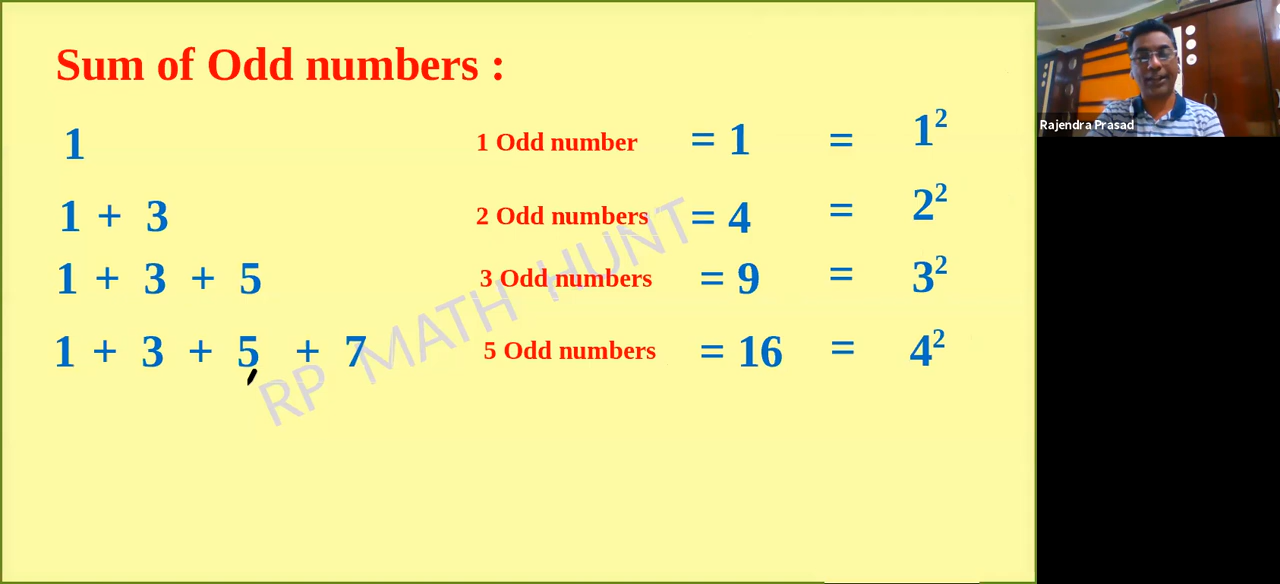 Sum of Odd numbers :
1 1 Odd number = 1 = 1²
1 + 3 2 Odd numbers = 4 = 2²
1 + 3 + 5 3 Odd numbers = 9 = 3²
1 + 3 + 5 + 7 5 Odd numbers = 16 = 4²
RP MATH HUNT
Rajendra Prasad